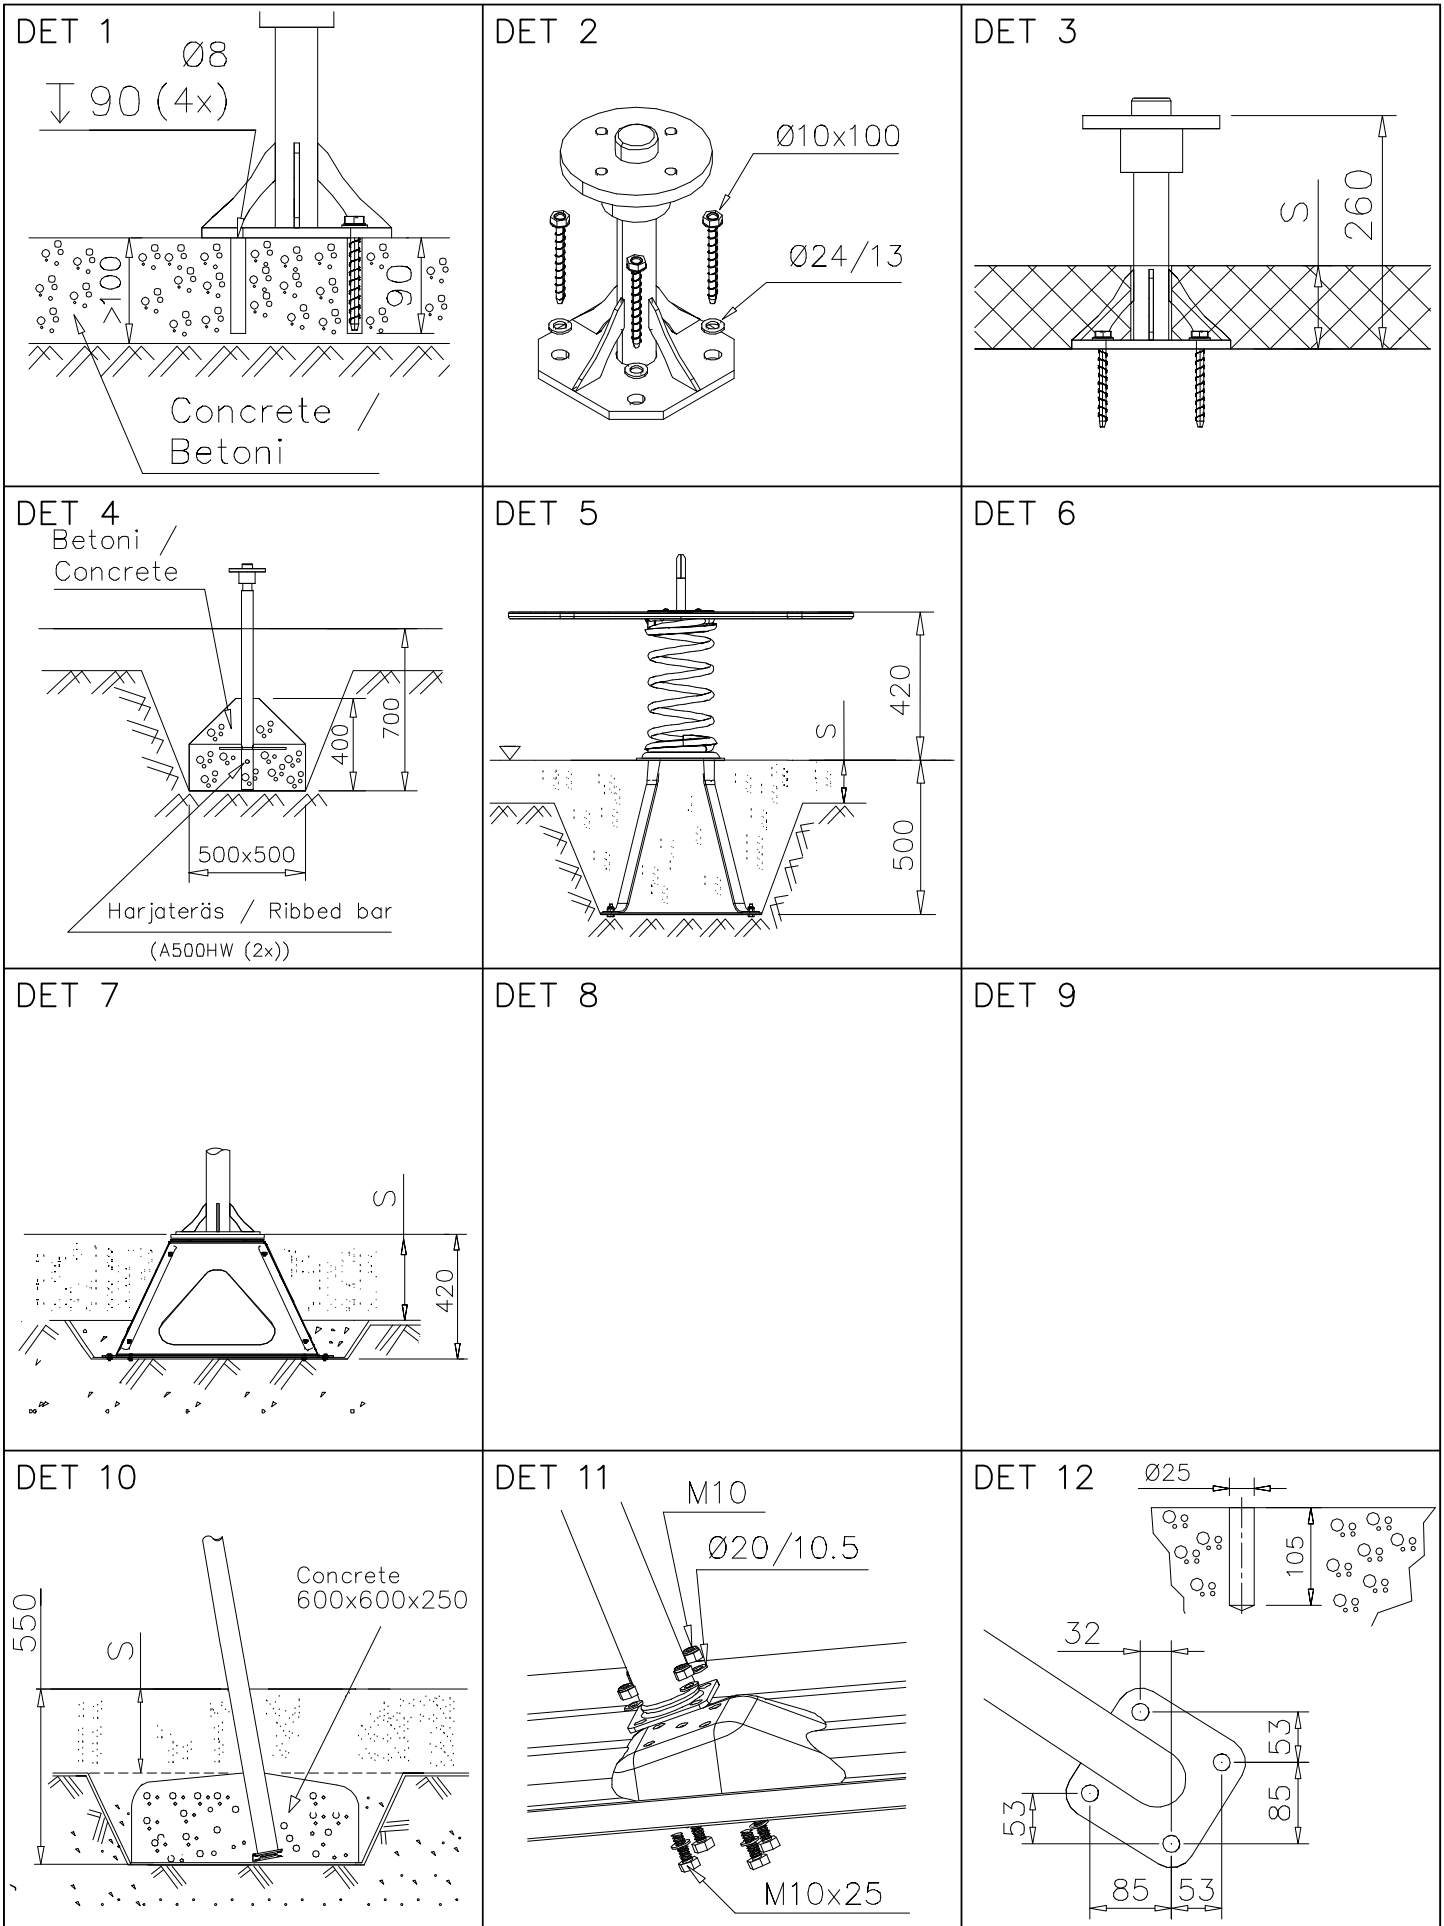 DET 1
Ø8
90 (4x)
>100
90
Concrete /
Betoni
DET 2
Ø10x100
Ø24/13
DET 3
S
260
DET 4
Betoni /
Concrete
400
700
500x500
Harjateräs / Ribbed bar
(A500HW (2x))
DET 5
420
S
500
DET 6
DET 7
S
420
DET 8
DET 9
DET 10
Concrete
600x600x250
550
S
DET 11
M10
Ø20/10.5
M10x25
DET 12
Ø25
105
32
53
85
53
85
53